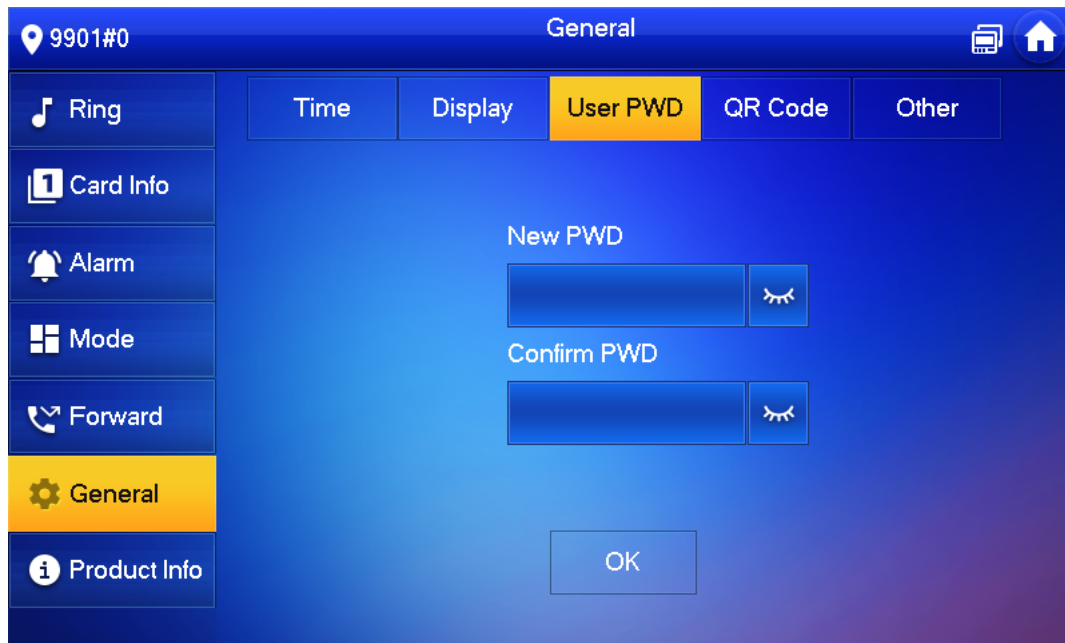 9901#0
General
Ring
Card Info
Alarm
Mode
Forward
General
Product Info
Time
Display
User PWD
QR Code
Other
New PWD
Confirm PWD
OK